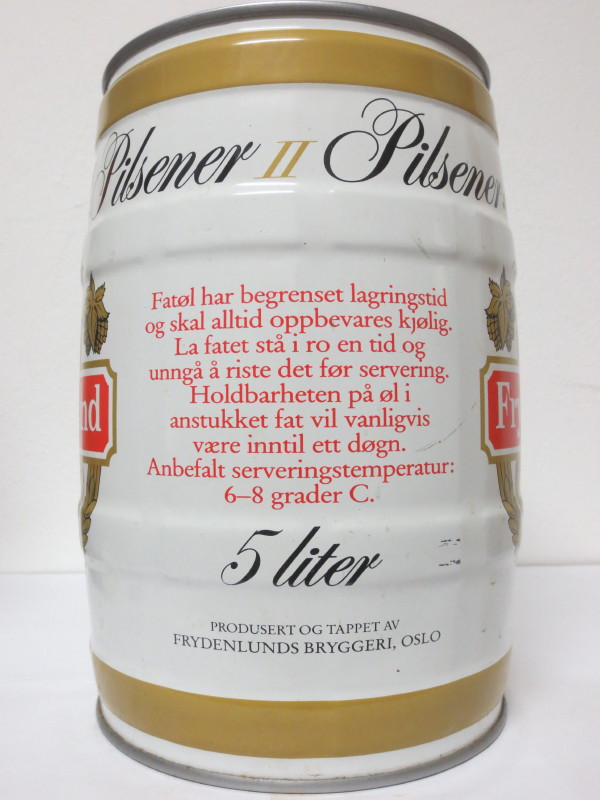 Pilsener II Pilsener
Fatøl har begrenset lagringstid
og skal alltid oppbevares kjølig.
La fatet stå i ro en tid og
unngå å riste det før servering.
Holdbarheten på øl i
anstukket fat vil vanligvis
være inntil ett døgn.
Anbefalt serveringstemperatur:
6–8 grader C.
nd
Fry
5 liter
PRODUSERT OG TAPPET AV
FRYDENLUNDS BRYGGERI, OSLO